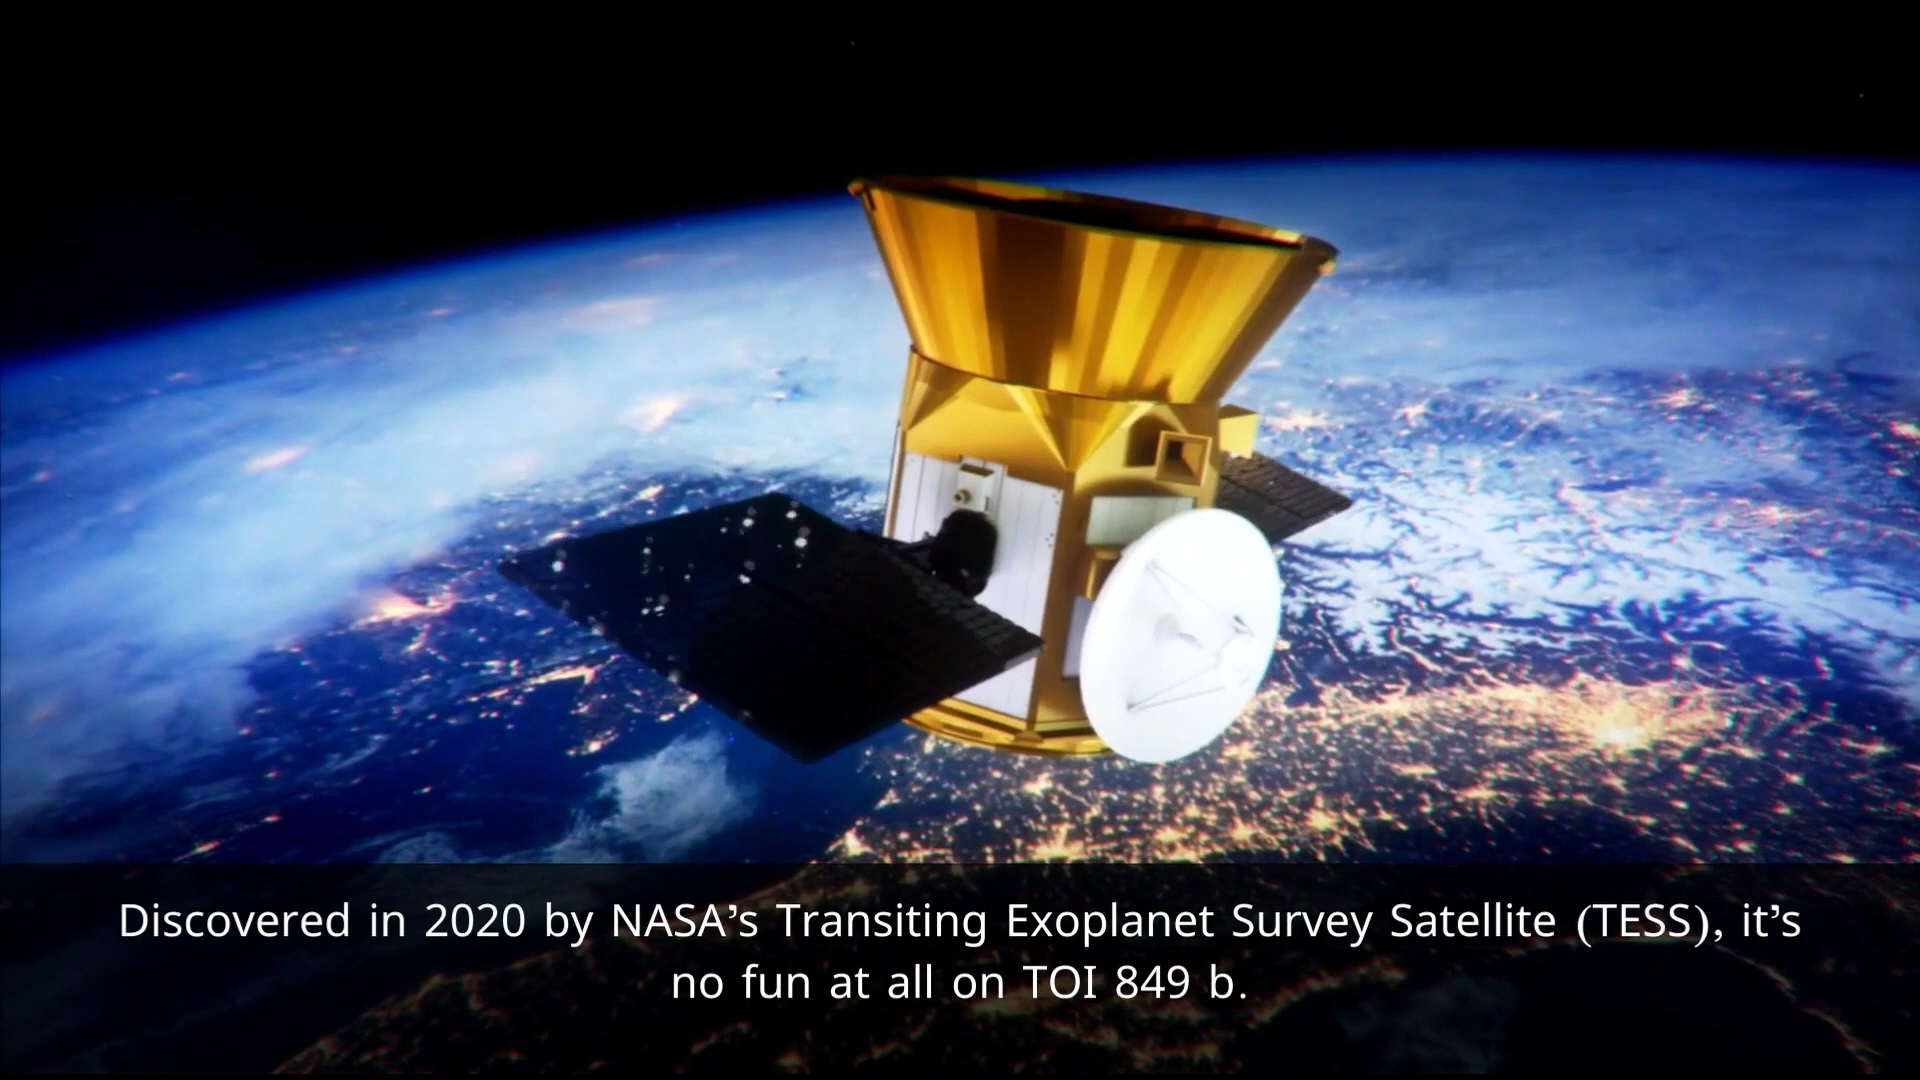 Discovered in 2020 by NASA’s Transiting Exoplanet Survey Satellite (TESS), it’s
no fun at all on TOI 849 b.